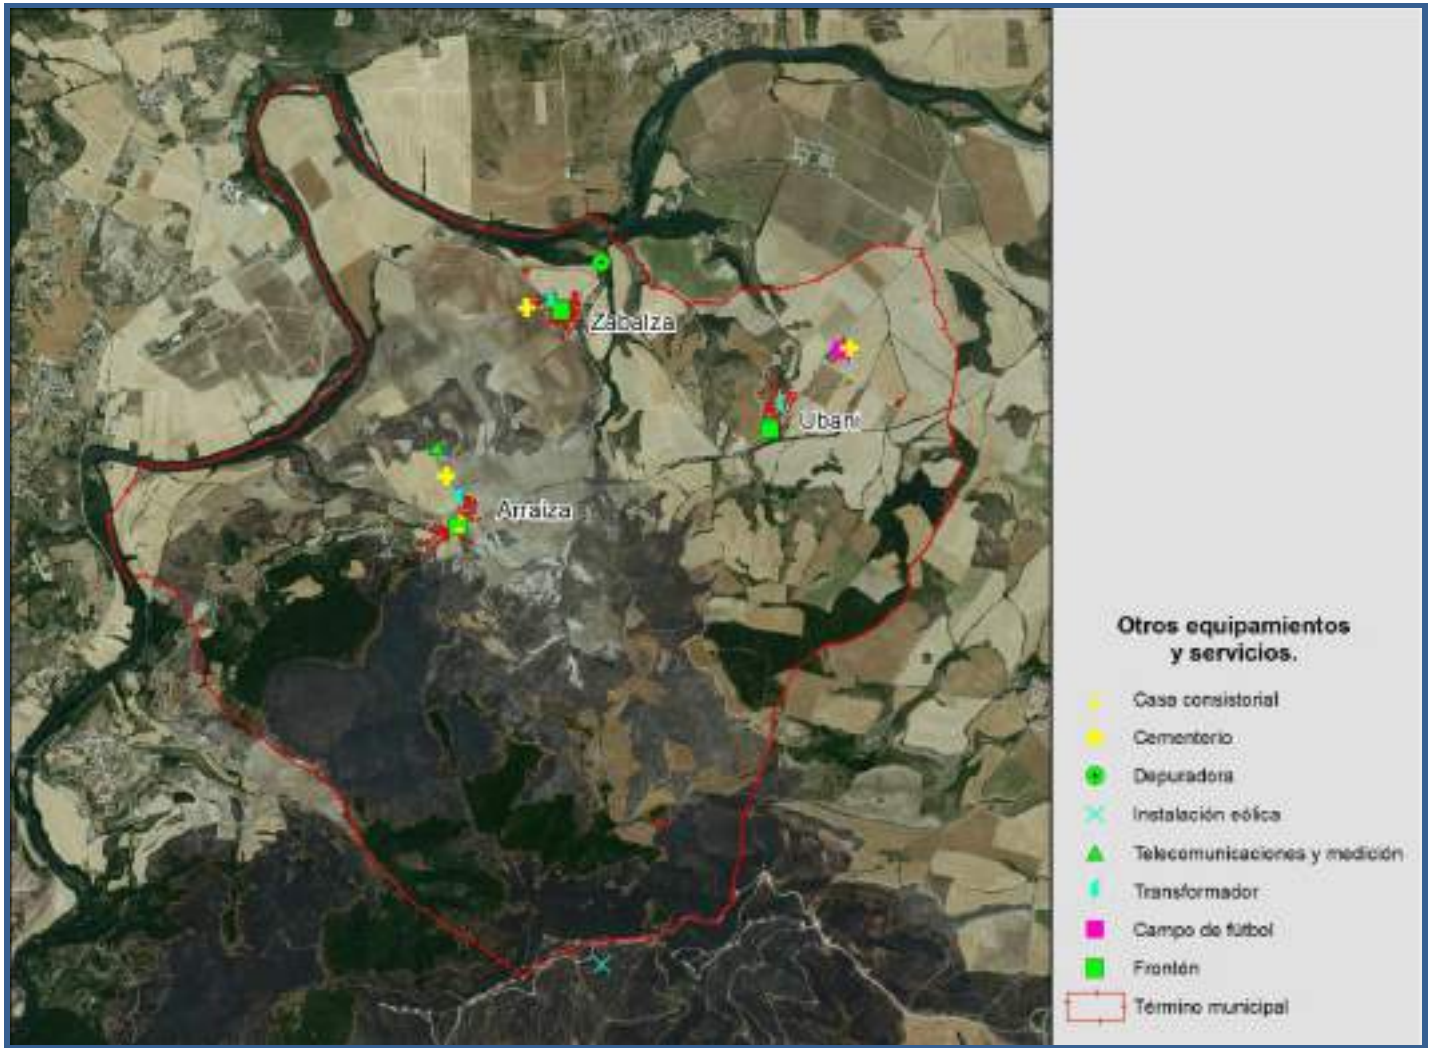 Zabalza
Ubani
Arraiza
Otros equipamientos
y servicios.
Casa consistorial
Cementerio
Depuradora
Instalación eólica
Telecomunicaciones y medición
Transformador
Campo de fútbol
Frontón
Término municipal